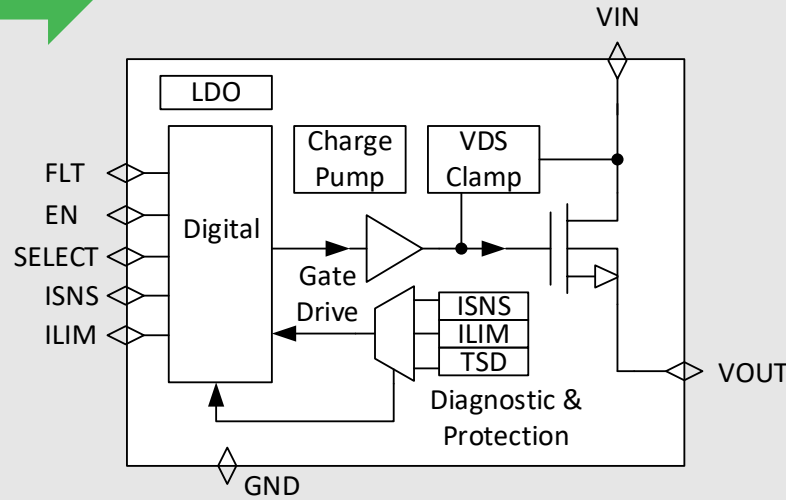 VIN
LDO
Charge
Pump
VDS
Clamp
FLT
EN
SELECT
ISNS
ILIM
Digital
Gate
Drive
ISNS
ILIM
TSD
Diagnostic &
Protection
VOUT
GND